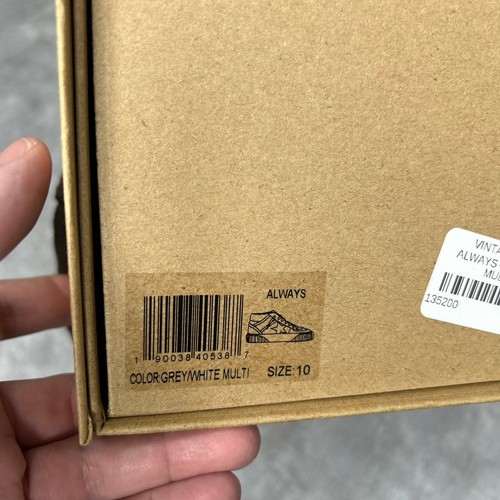 ALWAYS
1 90038 40538 7
COLOR:GREY/WHITE MULTI SIZE: 10
VINTA
ALWAYS
MUL
135200